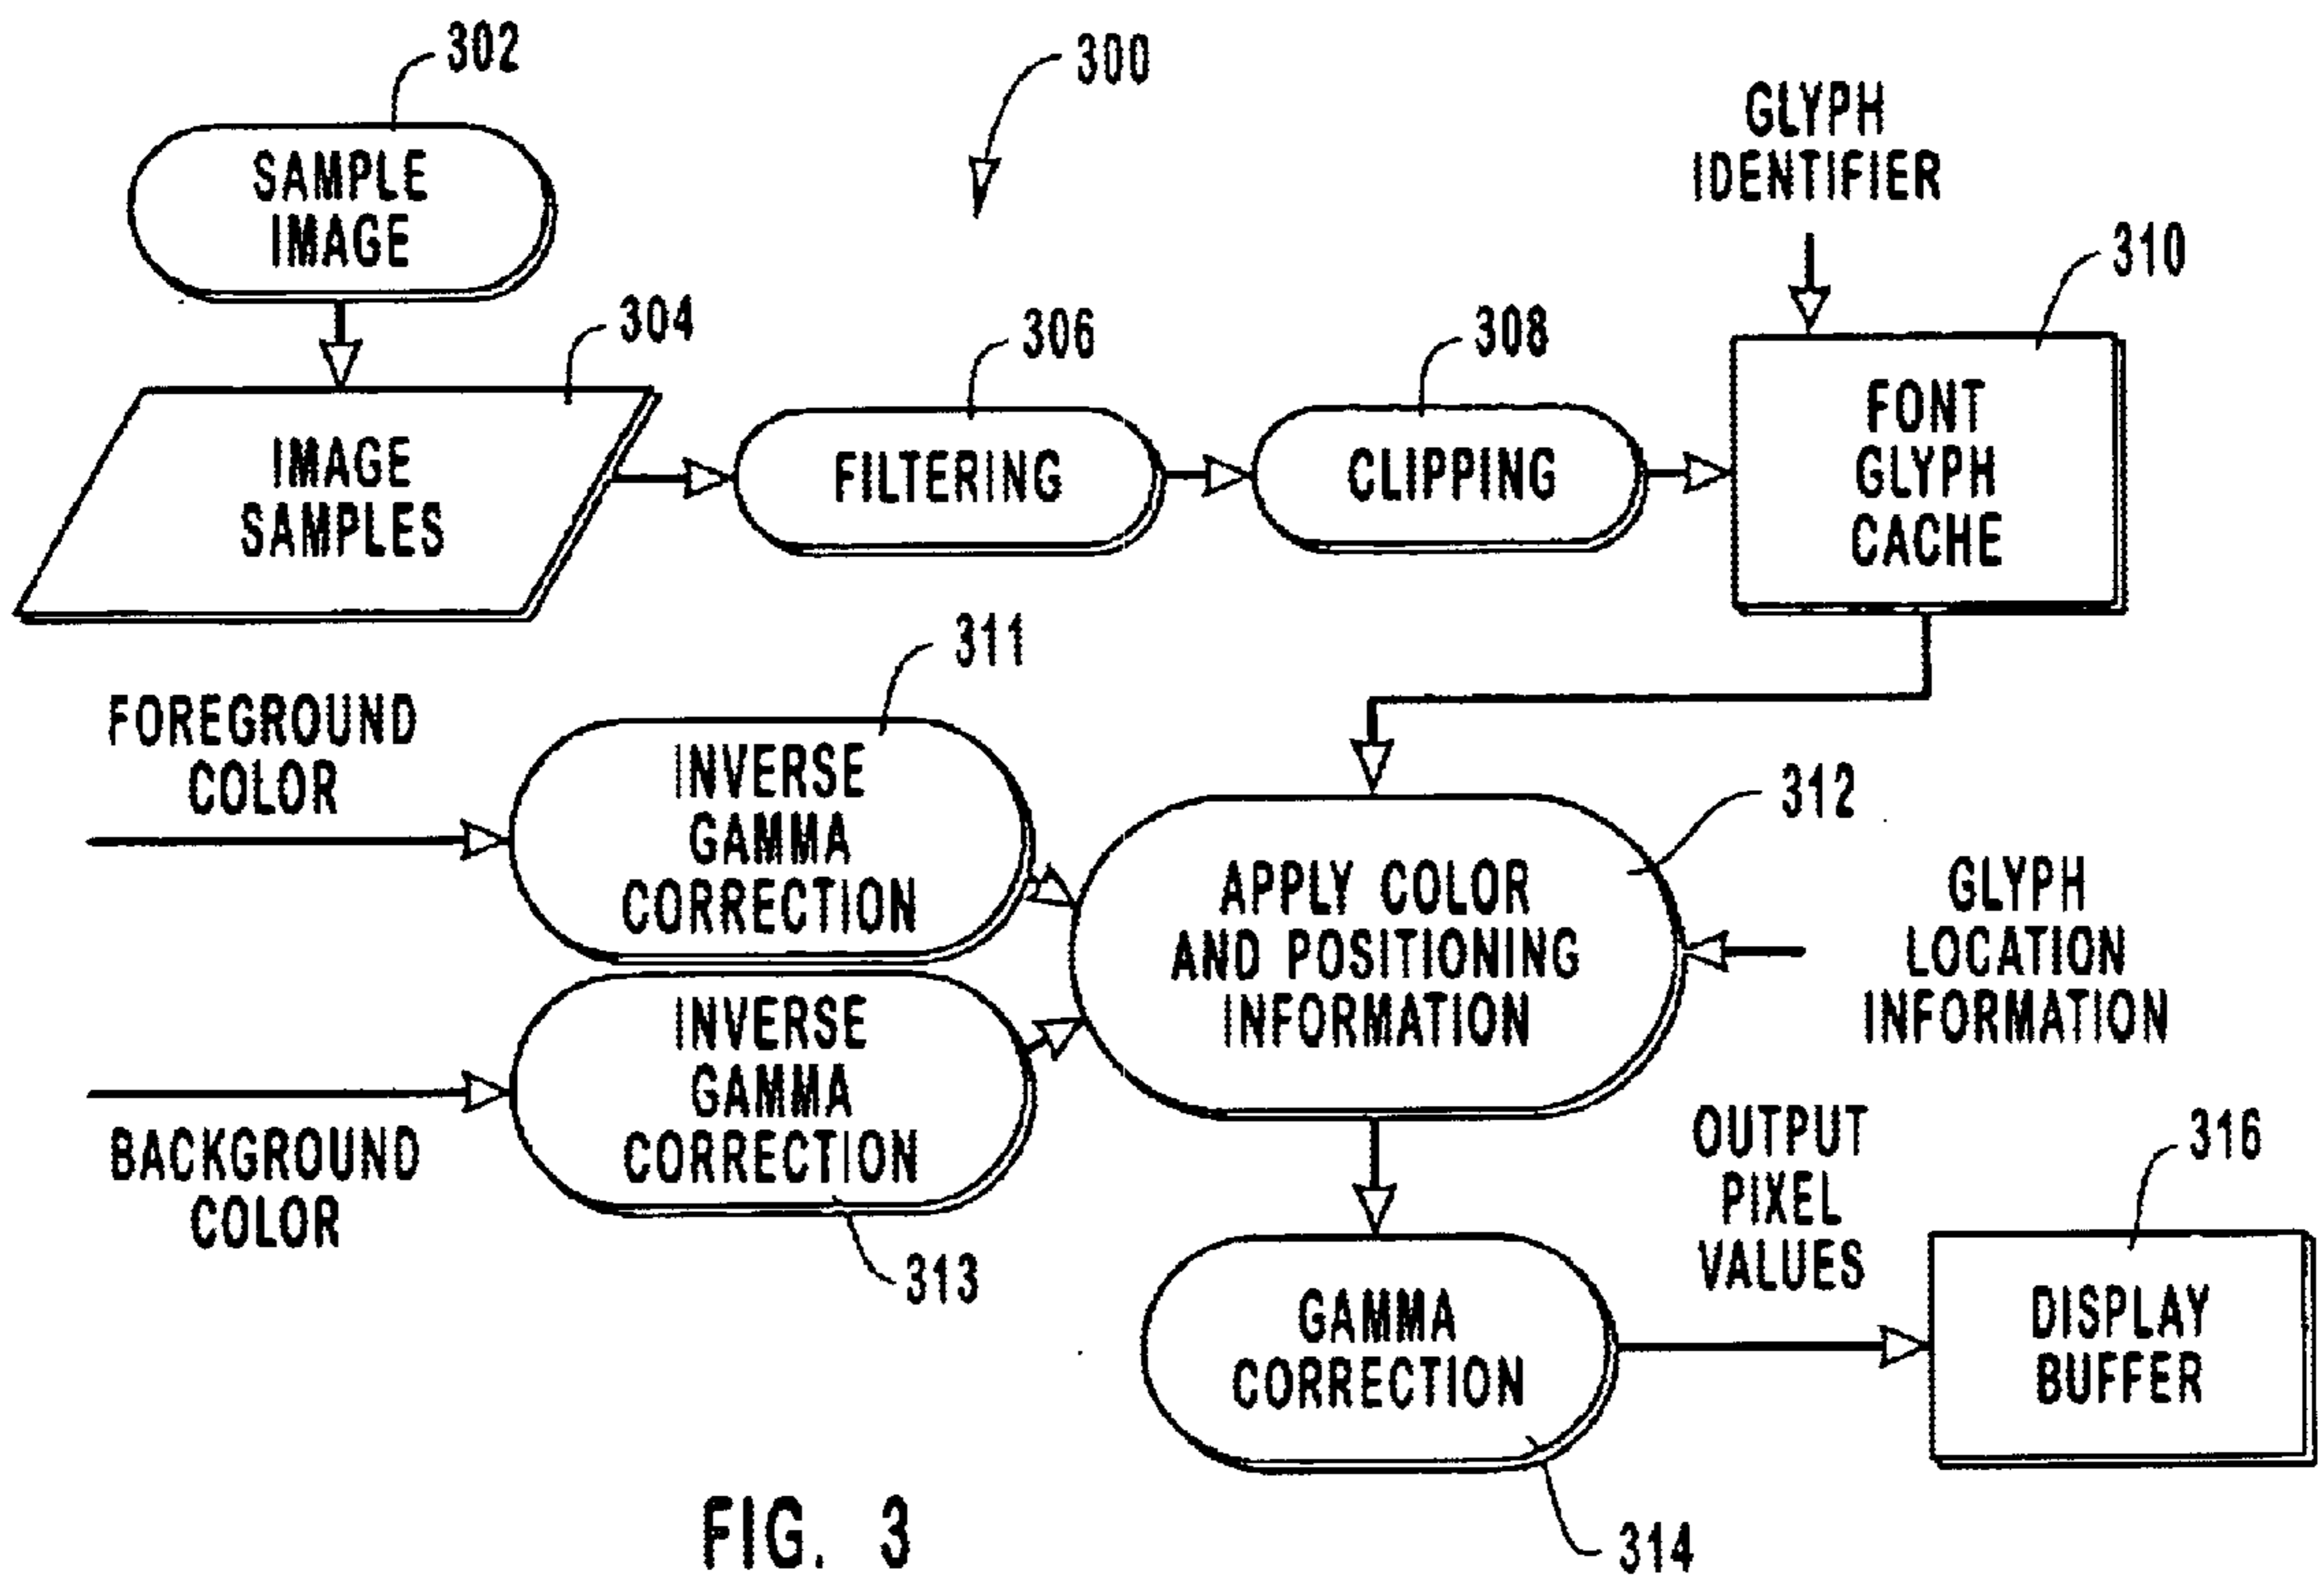 302
300
SAMPLE
IMAGE
GLYPH
IDENTIFIER
310
304
306
308
IMAGE
SAMPLES
FILTERING
CLIPPING
FONT
GLYPH
CACHE
311
FOREGROUND
COLOR
INVERSE
GAMMA
CORRECTION
312
APPLY COLOR
AND POSITIONING
INFORMATION
GLYPH
LOCATION
INFORMATION
BACKGROUND
COLOR
INVERSE
GAMMA
CORRECTION
313
OUTPUT
PIXEL
VALUES
316
GAMMA
CORRECTION
DISPLAY
BUFFER
314
FIG. 3